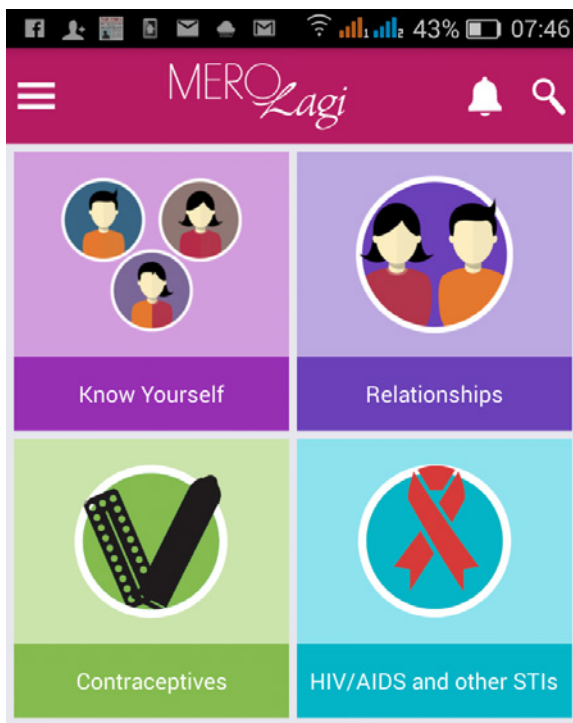 43% 07:46
MERO Lagi
Know Yourself
Relationships
Contraceptives
HIV/AIDS and other STIs